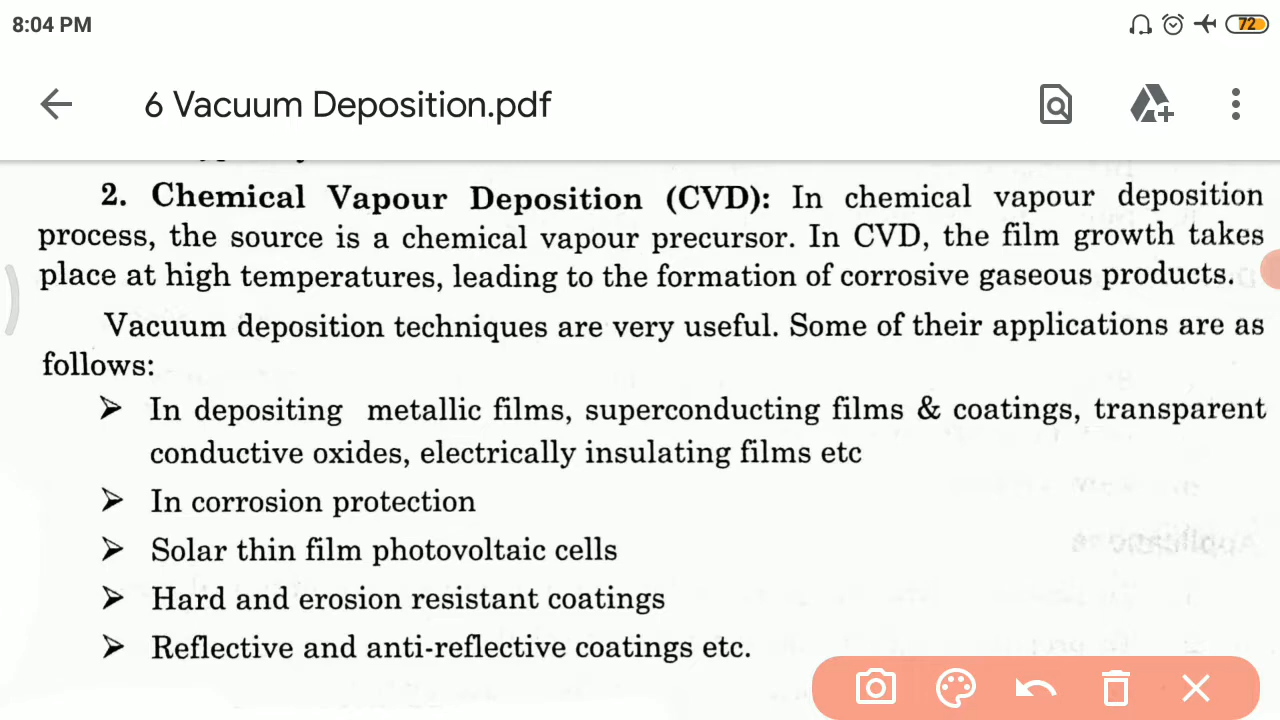 8:04 PM
72
6 Vacuum Deposition.pdf
2. Chemical Vapour Deposition (CVD): In chemical vapour deposition
process, the source is a chemical vapour precursor. In CVD, the film growth takes
place at high temperatures, leading to the formation of corrosive gaseous products.
Vacuum deposition techniques are very useful. Some of their applications are as
follows:
➤ In depositing metallic films, superconducting films & coatings, transparent
conductive oxides, electrically insulating films etc
➤ In corrosion protection
➤ Solar thin film photovoltaic cells
➤ Hard and erosion resistant coatings
➤ Reflective and anti-reflective coatings etc.